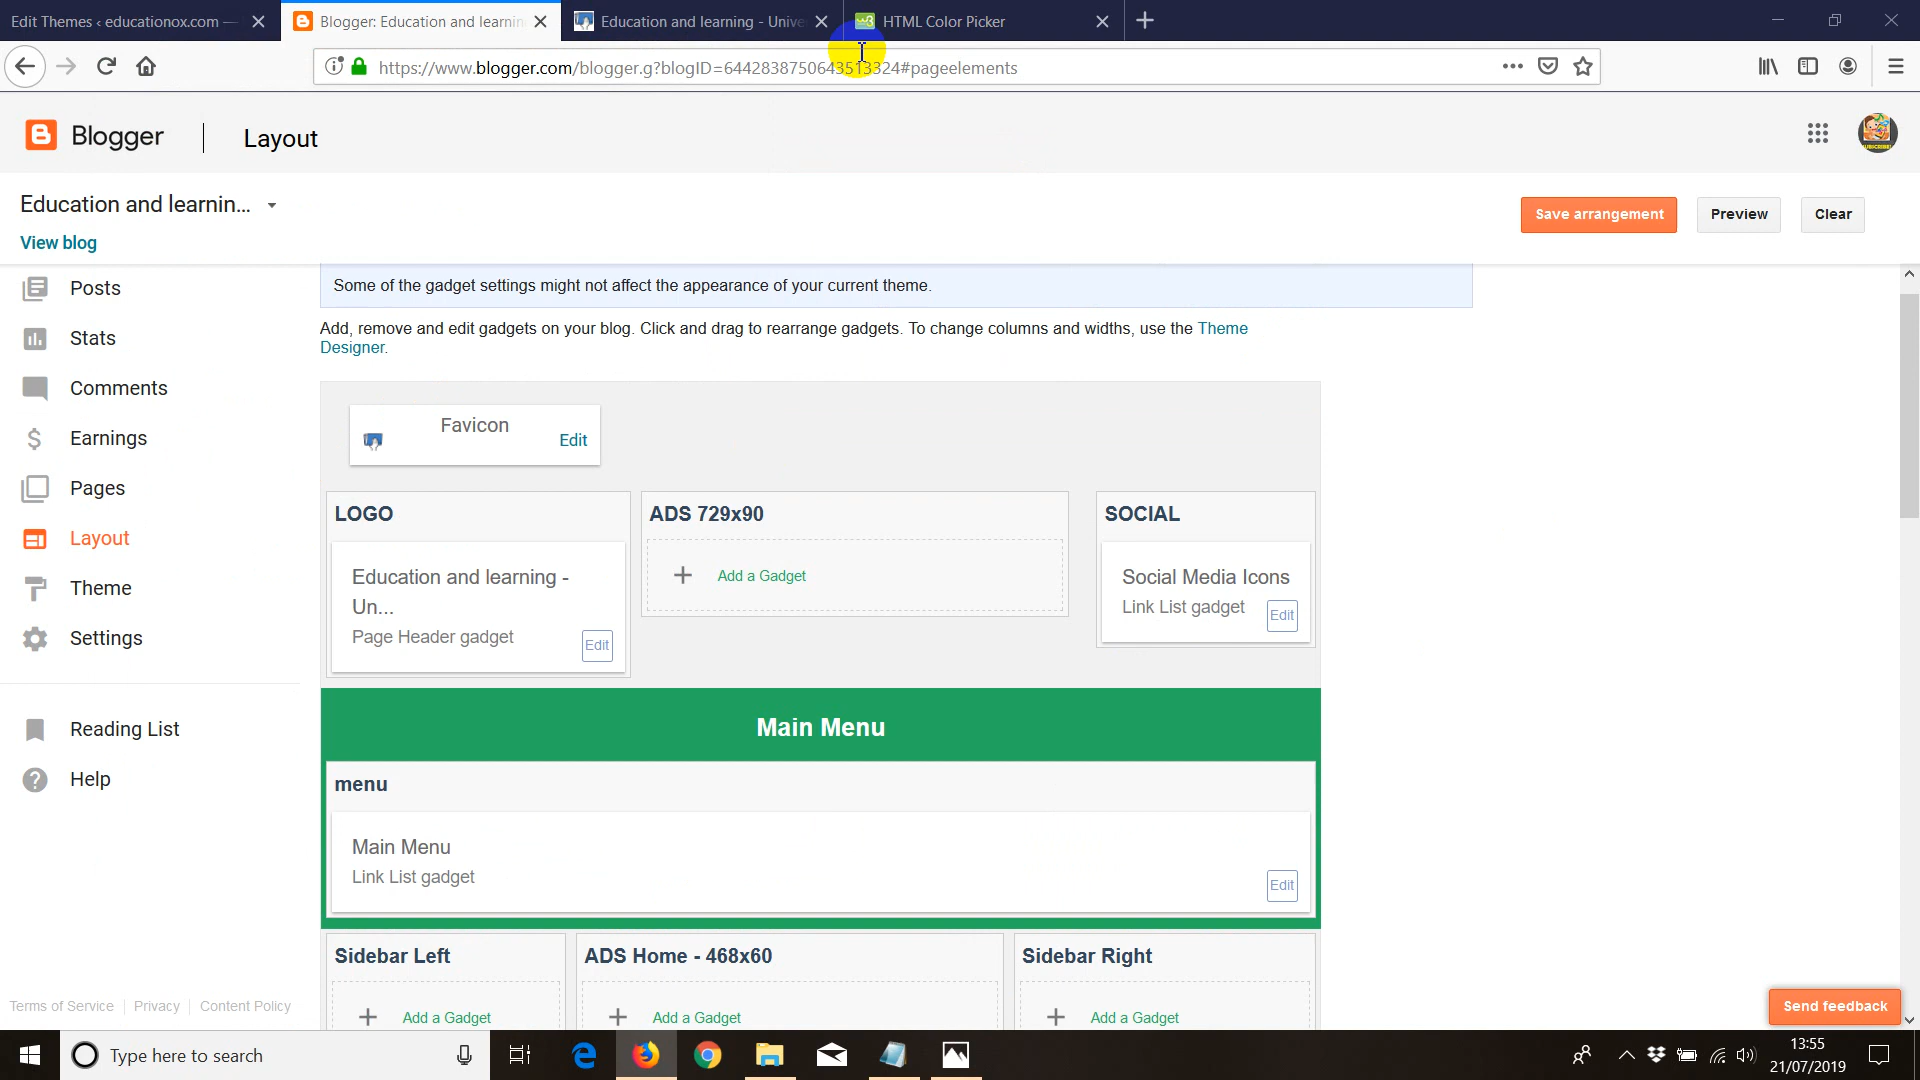 Edit Themes ‹ educationox.com —
Blogger: Education and learnin
Education and learning - Unive
HTML Color Picker
https://www.blogger.com/blogger.g?blogID=6442838750643513324#pageelements
Blogger
Layout
Education and learnin...
View blog
Save arrangement
Preview
Clear
Posts
Stats
Comments
Earnings
Pages
Layout
Theme
Settings
Reading List
Help
Terms of Service
Privacy
Content Policy
Some of the gadget settings might not affect the appearance of your current theme.
Add, remove and edit gadgets on your blog. Click and drag to rearrange gadgets. To change columns and widths, use the Theme
Designer.
Favicon
Edit
LOGO
Education and learning -
Un...
Page Header gadget
Edit
ADS 729x90
Add a Gadget
SOCIAL
Social Media Icons
Link List gadget
Edit
Main Menu
menu
Main Menu
Link List gadget
Edit
Sidebar Left
Add a Gadget
ADS Home - 468x60
Add a Gadget
Sidebar Right
Add a Gadget
Send feedback
Type here to search
13:55
21/07/2019